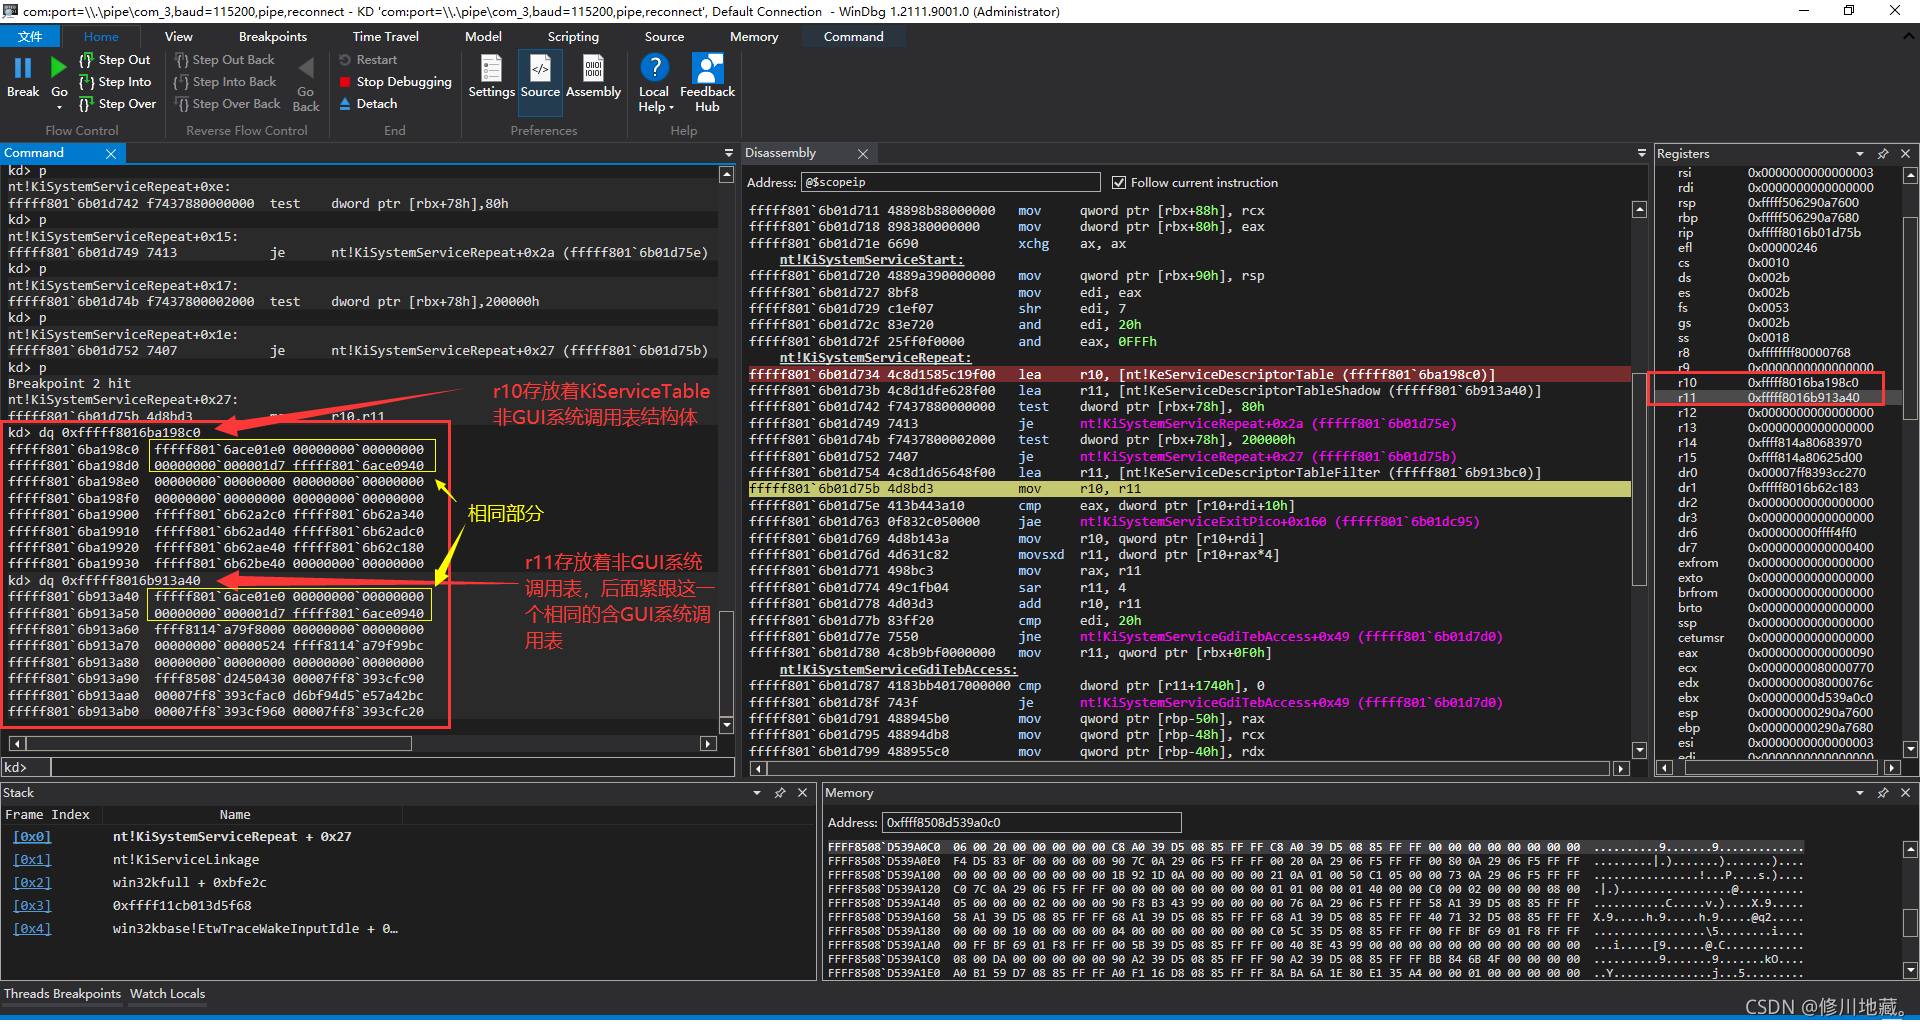 com:port=\\.\pipe\com_3,baud=115200,pipe,reconnect - KD 'com:port=\\.\pipe\com_3,baud=115200,pipe,reconnect', Default Connection - WinDbg 1.2111.9001.0 (Administrator)
文件 Home View Breakpoints Time Travel Model Scripting Source Memory Command
Break
Go
Step Out
Step Into
Step Over
Flow Control
Step Out Back
Step Into Back
Step Over Back
Go Back
Reverse Flow Control
Restart
Stop Debugging
Detach
End
Settings
Source
Assembly
Preferences
Local Help
Feedback Hub
Help
Command
kd> p
nt!KiSystemServiceRepeat+0xe:
fffff801`6b01d742 f7437880000000 test dword ptr [rbx+78h],80h
kd> p
nt!KiSystemServiceRepeat+0x15:
fffff801`6b01d749 7413 je nt!KiSystemServiceRepeat+0x2a (fffff801`6b01d75e)
kd> p
nt!KiSystemServiceRepeat+0x17:
fffff801`6b01d74b f7437800002000 test dword ptr [rbx+78h],200000h
kd> p
nt!KiSystemServiceRepeat+0x1e:
fffff801`6b01d752 7407 je nt!KiSystemServiceRepeat+0x27 (fffff801`6b01d75b)
kd> p
Breakpoint 2 hit
nt!KiSystemServiceRepeat+0x27:
fffff801`6b01d75b 4d8bd3 r10,r11
kd> dq 0xfffff8016ba198c0
fffff801`6ba198c0 fffff801`6ace01e0 00000000`00000000
fffff801`6ba198d0 00000000`000001d7 fffff801`6ace0940
fffff801`6ba198e0 00000000`00000000 00000000`00000000
fffff801`6ba198f0 00000000`00000000 00000000`00000000
fffff801`6ba19900 fffff801`6b62a2c0 fffff801`6b62a340
fffff801`6ba19910 fffff801`6b62ad40 fffff801`6b62adc0
fffff801`6ba19920 fffff801`6b62ae40 fffff801`6b62c180
fffff801`6ba19930 fffff801`6b62be40 00000000`00000000
kd> dq 0xfffff8016b913a40
fffff801`6b913a40 fffff801`6ace01e0 00000000`00000000
fffff801`6b913a50 00000000`000001d7 fffff801`6ace0940
fffff801`6b913a60 ffff8114`a79f8000 00000000`00000000
fffff801`6b913a70 00000000`00000524 ffff8114`a79f99bc
fffff801`6b913a80 00000000`00000000 00000000`00000000
fffff801`6b913a90 ffff8508`d2450430 00007ff8`393cfc90
fffff801`6b913aa0 00007ff8`393cfac0 d6bf94d5`e57a42bc
fffff801`6b913ab0 00007ff8`393cf960 00007ff8`393cfc20
r10存放着KiServiceTable
非GUI系统调用表结构体
相同部分
r11存放着非GUI系统
调用表，后面紧跟这一
个相同的含GUI系统调
用表
kd>
Disassembly
Address: @$scopeip Follow current instruction
fffff801`6b01d711 48898b88000000 mov qword ptr [rbx+88h], rcx
fffff801`6b01d718 898380000000 mov dword ptr [rbx+80h], eax
fffff801`6b01d71e 6690 xchg ax, ax
nt!KiSystemServiceStart:
fffff801`6b01d720 4889a390000000 mov qword ptr [rbx+90h], rsp
fffff801`6b01d727 8bf8 mov edi, eax
fffff801`6b01d729 c1ef07 shr edi, 7
fffff801`6b01d72c 83e720 and edi, 20h
fffff801`6b01d72f 25ff0f0000 and eax, 0FFFh
nt!KiSystemServiceRepeat:
fffff801`6b01d734 4c8d1585c19f00 lea r10, [nt!KeServiceDescriptorTable (fffff801`6ba198c0)]
fffff801`6b01d73b 4c8d1dfe628f00 lea r11, [nt!KeServiceDescriptorTableShadow (fffff801`6b913a40)]
fffff801`6b01d742 f7437880000000 test dword ptr [rbx+78h], 80h
fffff801`6b01d749 7413 je nt!KiSystemServiceRepeat+0x2a (fffff801`6b01d75e)
fffff801`6b01d74b f7437800002000 test dword ptr [rbx+78h], 200000h
fffff801`6b01d752 7407 je nt!KiSystemServiceRepeat+0x27 (fffff801`6b01d75b)
fffff801`6b01d754 4c8d1d65648f00 lea r11, [nt!KeServiceDescriptorTableFilter (fffff801`6b913bc0)]
fffff801`6b01d75b 4d8bd3 mov r10, r11
fffff801`6b01d75e 413b443a10 cmp eax, dword ptr [r10+rdi+10h]
fffff801`6b01d763 0f832c050000 jae nt!KiSystemServiceExitPico+0x160 (fffff801`6b01dc95)
fffff801`6b01d769 4d8b143a mov r10, qword ptr [r10+rdi]
fffff801`6b01d76d 4d631c82 movsxd r11, dword ptr [r10+rax*4]
fffff801`6b01d771 498bc3 mov rax, r11
fffff801`6b01d774 49c1fb04 sar r11, 4
fffff801`6b01d778 4d03d3 add r10, r11
fffff801`6b01d77b 83ff20 cmp edi, 20h
fffff801`6b01d77e 7550 jne nt!KiSystemServiceGdiTebAccess+0x49 (fffff801`6b01d7d0)
fffff801`6b01d780 4c8b9bf0000000 mov r11, qword ptr [rbx+0F0h]
nt!KiSystemServiceGdiTebAccess:
fffff801`6b01d787 4183bb4017000000 cmp dword ptr [r11+1740h], 0
fffff801`6b01d78f 743f je nt!KiSystemServiceGdiTebAccess+0x49 (fffff801`6b01d7d0)
fffff801`6b01d791 488945b0 mov qword ptr [rbp-50h], rax
fffff801`6b01d795 48894db8 mov qword ptr [rbp-48h], rcx
fffff801`6b01d799 488955c0 mov qword ptr [rbp-40h], rdx
Registers
rsi 0x0000000000000003
rdi 0x0000000000000000
rsp 0xfffff506290a7600
rbp 0xfffff506290a7680
rip 0xfffff8016b01d75b
efl 0x00000246
cs 0x0010
ds 0x002b
es 0x002b
fs 0x0053
gs 0x002b
ss 0x0018
r8 0xffffffff80000768
r9 0x0000000000000000
r10 0xfffff8016ba198c0
r11 0xfffff8016b913a40
r12 0x0000000000000000
r13 0x0000000000000000
r14 0xffff814a80683970
r15 0xffff814a80625d00
dr0 0x00007ff8393cc270
dr1 0xfffff8016b62c183
dr2 0x0000000000000000
dr3 0x0000000000000000
dr6 0x00000000ffff4ff0
dr7 0x0000000000000400
exfrom 0x0000000000000000
exto 0x0000000000000000
brfrom 0x0000000000000000
brto 0x0000000000000000
ssp 0x0000000000000000
cetumsr 0x0000000000000000
eax 0x0000000000000090
ecx 0x0000000080000770
edx 0x000000008000076c
ebx 0x00000000d539a0c0
esp 0x00000000290a7600
ebp 0x00000000290a7680
esi 0x0000000000000003
edi 0x0000000000000000
Stack
Frame Index Name
[0x0] nt!KiSystemServiceRepeat + 0x27
[0x1] nt!KiServiceLinkage
[0x2] win32kfull + 0xbfe2c
[0x3] 0xffff11cb013d5f68
[0x4] win32kbase!EtwTraceWakeInputIdle + 0…
Threads Breakpoints Watch Locals
Memory
Address: 0xffff8508d539a0c0
FFFF8508`D539A0C0 06 00 20 00 00 00 00 00 C8 A0 39 D5 08 85 FF FF C8 A0 39 D5 08 85 FF FF 00 00 00 00 00 00 00 00
FFFF8508`D539A0E0 F4 D5 83 0F 00 00 00 00 90 7C 0A 29 06 F5 FF FF 00 20 0A 29 06 F5 FF FF 00 80 0A 29 06 F5 FF FF
FFFF8508`D539A100 00 00 00 00 00 00 00 00 1B 92 1D 0A 00 00 00 00 21 0A 01 00 50 C1 05 00 00 73 0A 29 06 F5 FF FF
FFFF8508`D539A120 C0 7C 0A 29 06 F5 FF FF 00 00 00 00 00 00 00 00 01 01 00 00 01 40 00 00 C0 00 02 00 00 00 08 00
FFFF8508`D539A140 05 00 00 00 02 00 00 00 90 F8 B3 43 99 00 00 00 00 76 0A 29 06 F5 FF FF 58 A1 39 D5 08 85 FF FF
FFFF8508`D539A160 58 A1 39 D5 08 85 FF FF 68 A1 39 D5 08 85 FF FF 68 A1 39 D5 08 85 FF FF 40 71 32 D5 08 85 FF FF
FFFF8508`D539A180 00 00 00 10 00 00 00 00 04 00 00 00 00 00 00 00 C0 5C 35 D5 08 85 FF FF 00 FF BF 69 01 F8 FF FF
FFFF8508`D539A1A0 00 FF BF 69 01 F8 FF FF 00 5B 39 D5 08 85 FF FF 00 40 8E 43 99 00 00 00 00 00 00 00 00 00 00 00
FFFF8508`D539A1C0 08 00 DA 00 00 00 00 00 90 A2 39 D5 08 85 FF FF 90 A2 39 D5 08 85 FF FF BB 84 6B 4F 00 00 00 00
FFFF8508`D539A1E0 A0 B1 59 D7 08 85 FF FF A0 F1 16 D8 08 85 FF FF 8A BA 6A 1E 80 E1 35 A4 00 00 01 00 00 00 00 00
CSDN @修川地藏。